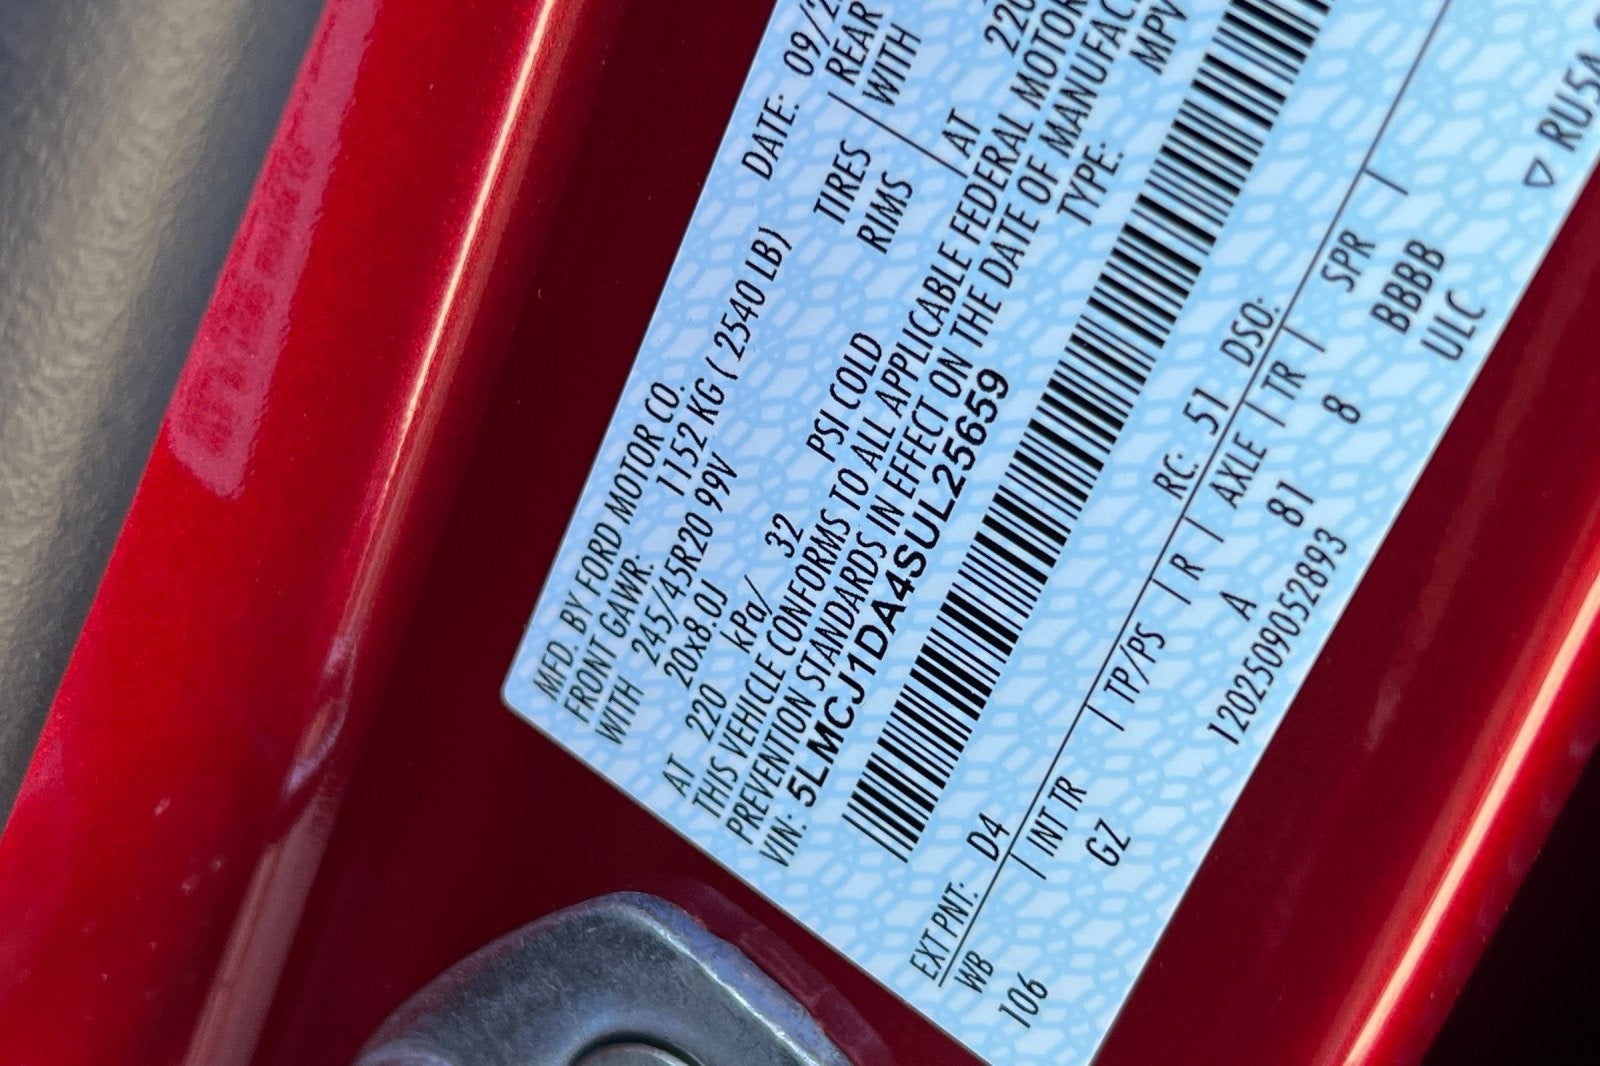 MFD. BY FORD MOTOR CO. DATE: 09/2
FRONT GAWR: 1152 KG ( 2540 LB) REAR
WITH 245/45R20 99V TIRES WITH
20x8.0J RIMS
AT 220 kPa/ 32 PSI COLD AT 220
THIS VEHICLE CONFORMS TO ALL APPLICABLE FEDERAL MOTOR
PREVENTION STANDARDS IN EFFECT ON THE DATE OF MANUFAC
VIN: 5LMCJ1DA4SUL25659 TYPE: MPV
EXT PNT: D4 RC: 51 DSO:
WB | INT TR | TP/PS | R | AXLE | TR | SPR |
106 GZ A 81 8 BBBB
1202509052893 ULC
▽ RU5A